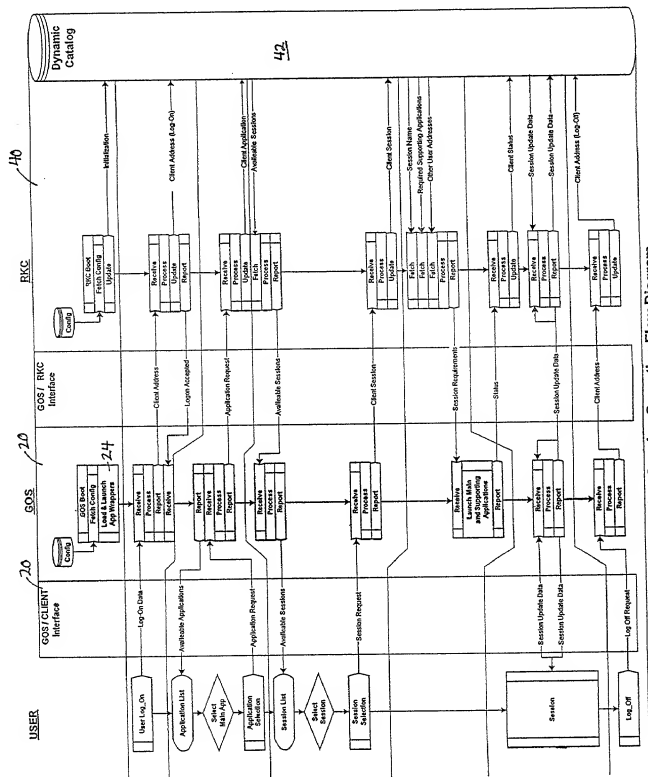 USER
GOS / CLIENT
Interface
20
GOS
20
GOS / RKC
Interface
RKC
40
Dynamic
Catalog
42
Config
GOS Boot
Fetch Config
Load & Launch
App Wrappers
24
Config
RKC Boot
Fetch Config
Update
Initialization
User Log_On
Log-On Data
Receive
Process
Report
Receive
Client Address
Logon Accepted
Receive
Process
Update
Report
Client Address (Log-On)
Application List
Available Applications
Report
Receive
Process
Report
Select
Main App
Application
Selection
Application Request
Application Request
Receive
Process
Update
Fetch
Process
Report
Client Application
Availeable Sessions
Session List
Availeable Sessions
Receive
Process
Report
Availeable Sessions
Select
Session
Session
Selection
Session Request
Receive
Process
Report
Client Session
Receive
Process
Update
Client Session
Fetch
Fetch
Fetch
Process
Report
Session Name
Required Supporting Applications
Other User Addresses
Session Requirements
Receive
Launch Main
and Supporting
Applications
Report
Status
Receive
Process
Update
Client Status
Session
Session Update Data
Session Update Data
Receive
Process
Report
Session Update Data
Receive
Process
Report
Session Update Data
Session Update Data
Log_Off
Log Off Request
Receive
Process
Report
Client Address
Receive
Process
Update
Client Address (Log-Off)
Flow Diagram